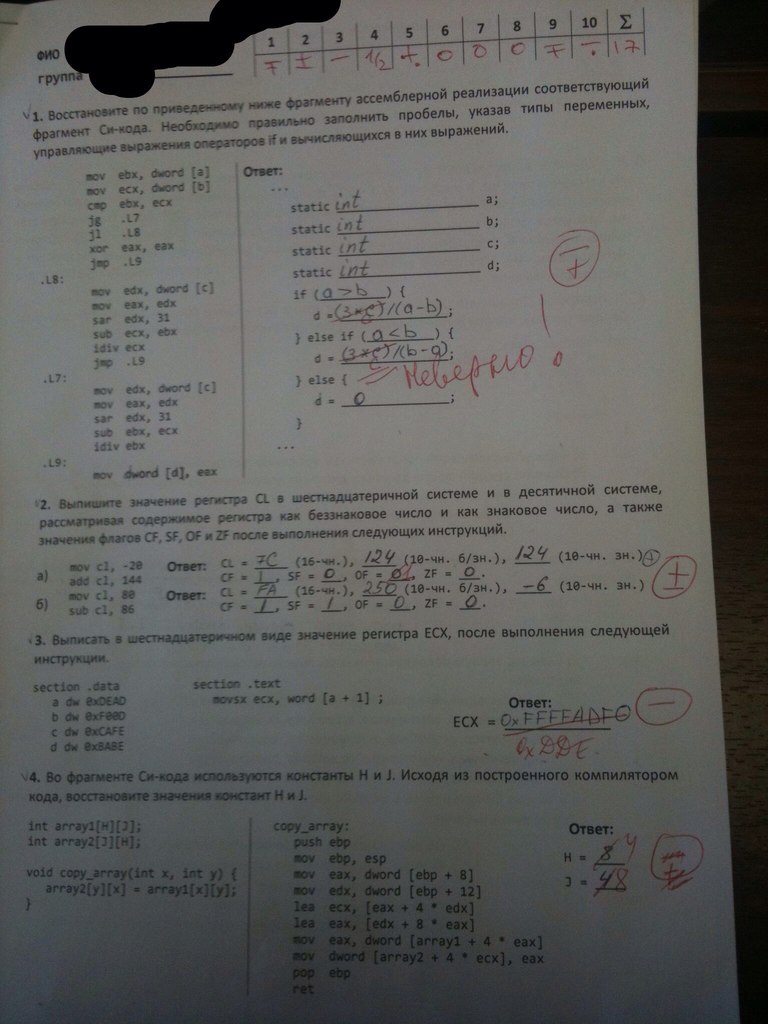 1 2 3 4 5 6 7 8 9 10 Σ
ФИО
∓ ± − 1/2 ∓ 0 0 0 ∓ ÷ 17
группа
1. Восстановите по приведенному ниже фрагменту ассемблерной реализации соответствующий
фрагмент Си-кода. Необходимо правильно заполнить пробелы, указав типы переменных,
управляющие выражения операторов if и вычисляющихся в них выражений.
mov ebx, dword [a]
mov ecx, dword [b]
cmp ebx, ecx
jg .L7
jl .L8
xor eax, eax
jmp .L9
.L8:
mov edx, dword [c]
mov eax, edx
sar edx, 31
sub ecx, ebx
idiv ecx
jmp .L9
.L7:
mov edx, dword [c]
mov eax, edx
sar edx, 31
sub ebx, ecx
idiv ebx
.L9:
mov dword [d], eax
Ответ:
...
static int a;
static int b;
static int c;
static int d;
if (a>b) {
d = /(a-b);
} else if (a<b) {
d = /(b-a);
} else {
Неверно!
d = 0;
}
...
∓
2. Выпишите значение регистра CL в шестнадцатеричной системе и в десятичной системе,
рассматривая содержимое регистра как беззнаковое число и как знаковое число, а также
значения флагов CF, SF, OF и ZF после выполнения следующих инструкций.
а) mov cl, -20
add cl, 144
Ответ: CL = 7C (16-чн.), 124 (10-чн. б/зн.), 124 (10-чн. зн.)
CF = 1, SF = 0, OF = 1, ZF = 0.
б) mov cl, 80
sub cl, 86
Ответ: CL = FA (16-чн.), 250 (10-чн. б/зн.), -6 (10-чн. зн.)
CF = 1, SF = 1, OF = 0, ZF = 0.
±
3. Выписать в шестнадцатеричном виде значение регистра ECX, после выполнения следующей
инструкции.
section .data
a dw 0xDEAD
b dw 0xF00D
c dw 0xCAFE
d dw 0xBABE
section .text
movsx ecx, word [a + 1] ;
Ответ:
ECX = 0xFFFFADF0
0xDDE
−
4. Во фрагменте Си-кода используются константы H и J. Исходя из построенного компилятором
кода, восстановите значения констант H и J.
int array1[H][J];
int array2[J][H];
void copy_array(int x, int y) {
array2[y][x] = array1[x][y];
}
copy_array:
push ebp
mov ebp, esp
mov eax, dword [ebp + 8]
mov edx, dword [ebp + 12]
lea ecx, [eax + 4 * edx]
lea eax, [edx + 8 * eax]
mov eax, dword [array1 + 4 * eax]
mov dword [array2 + 4 * ecx], eax
pop ebp
ret
Ответ:
H = 8 4
J = 4 8